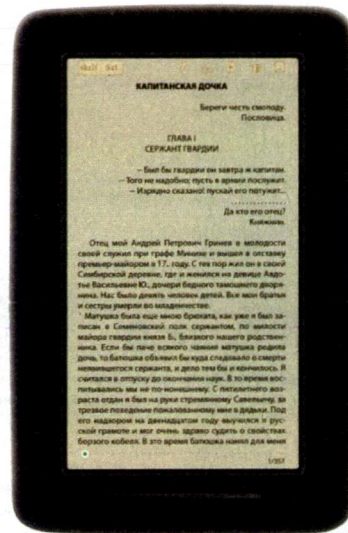 КАПИТАНСКАЯ ДОЧКА
Береги честь смолоду.
Пословица.
ГЛАВА I
СЕРЖАНТ ГВАРДИИ
– Был бы гвардии он завтра ж капитан.
– Того не надобно; пусть в армии послужит.
– Изрядно сказано! пускай его потужит...
....................
Да кто его отец?
Княжнин.
Отец мой Андрей Петрович Гринев в молодости
своей служил при графе Минихе и вышел в отставку
премьер-майором в 17.. году. С тех пор жил он в своей
Симбирской деревне, где и женился на девице Авдо-
тье Васильевне Ю., дочери бедного тамошнего дворя-
нина. Нас было девять человек детей. Все мои братья
и сестры умерли во младенчестве.
Матушка была еще мною брюхата, как уже я был за-
писан в Семеновский полк сержантом, по милости
майора гвардии князя Б., близкого нашего родствен-
ника. Если бы паче всякого чаяния матушка родила
дочь, то батюшка объявил бы куда следовало о смерти
неявившегося сержанта, и дело тем бы и кончилось. Я
считался в отпуску до окончания наук. В то время вос-
питывались мы не по-нонешнему. С пятилетнего воз-
раста отдан я был на руки стремянному Савельичу, за
трезвое поведение пожалованному мне в дядьки. Под
его надзором на двенадцатом году выучился я рус-
ской грамоте и мог очень здраво судить о свойствах
борзого кобеля. В это время батюшка нанял для меня
1/357